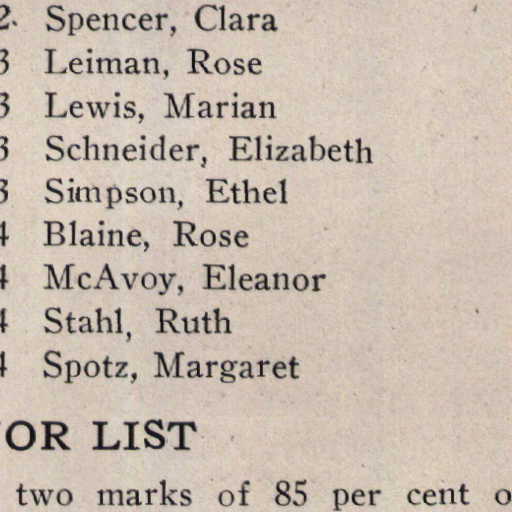 2. Spencer, Clara
3 Leiman, Rose
3 Lewis, Marian
3 Schneider, Elizabeth
3 Simpson, Ethel
4 Blaine, Rose
4 McAvoy, Eleanor
4 Stahl, Ruth
4 Spotz, Margaret
OR LIST
two marks of 85 per cent o